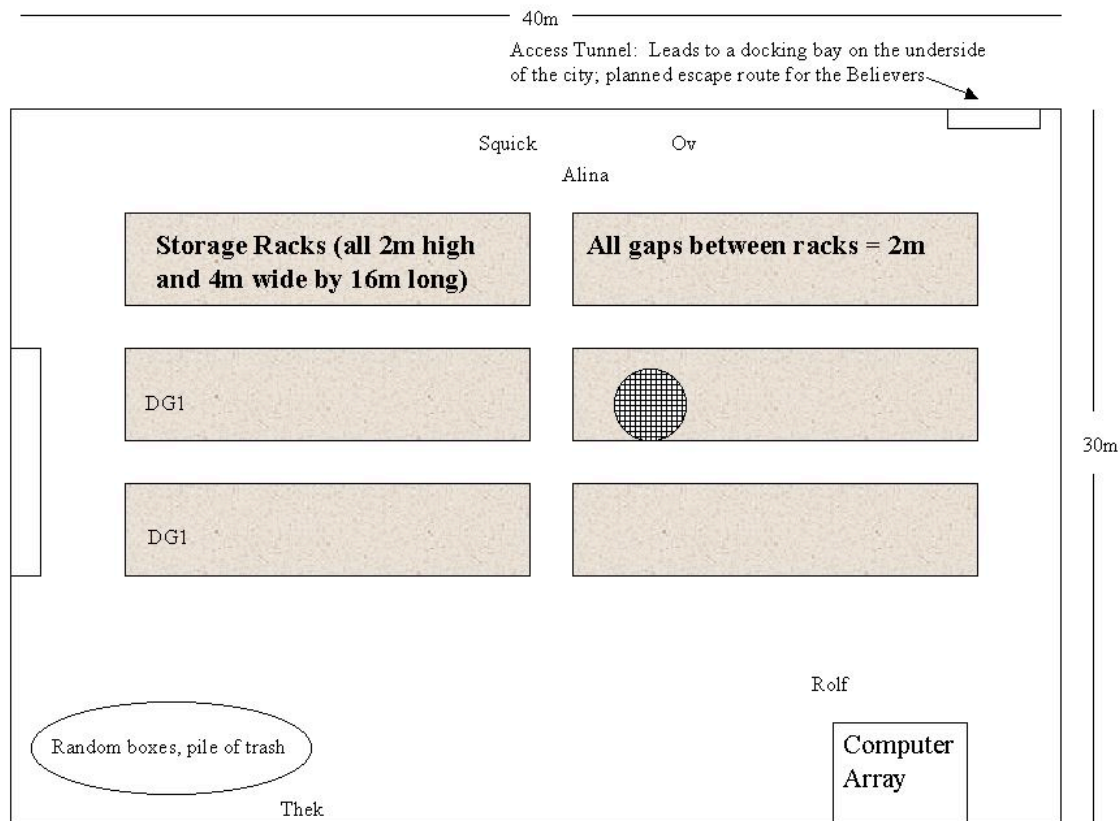 40m
Access Tunnel:  Leads to a docking bay on the underside
of the city; planned escape route for the Believers
Squick
Ov
Alina
Storage Racks (all 2m high
and 4m wide by 16m long)
All gaps between racks = 2m
DG1
30m
DG1
Rolf
Random boxes, pile of trash
Computer
Array
Thek